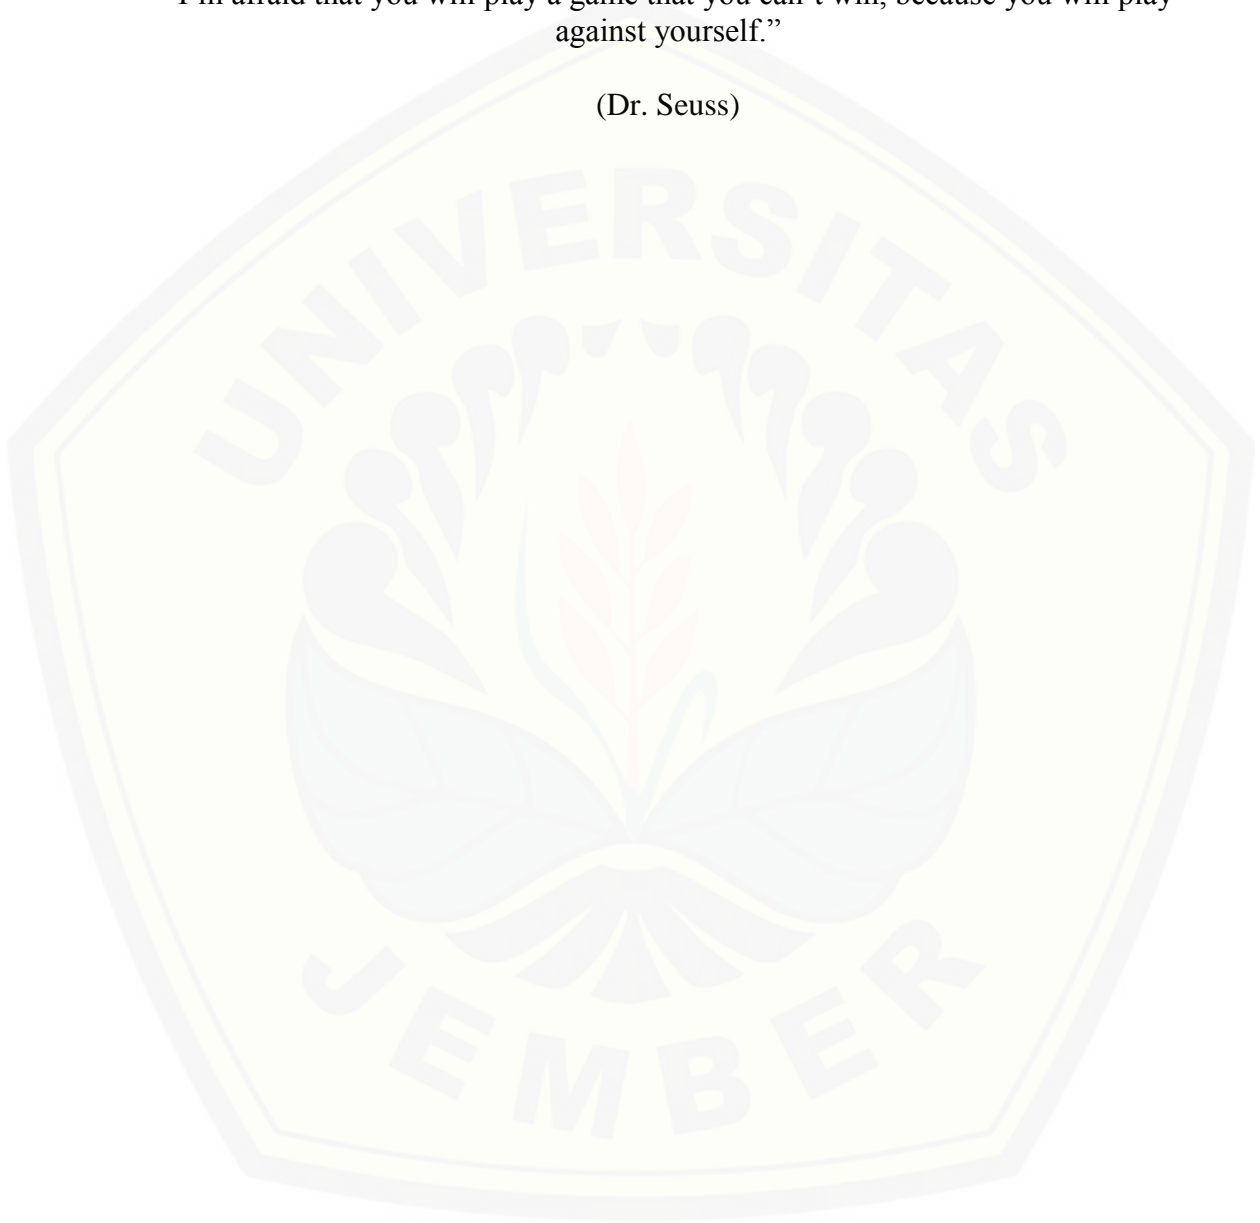 I’m afraid that you will play a game that you can’t win, because you will play
against yourself.”
(Dr. Seuss)
UNIVERSITAS
JEMBER